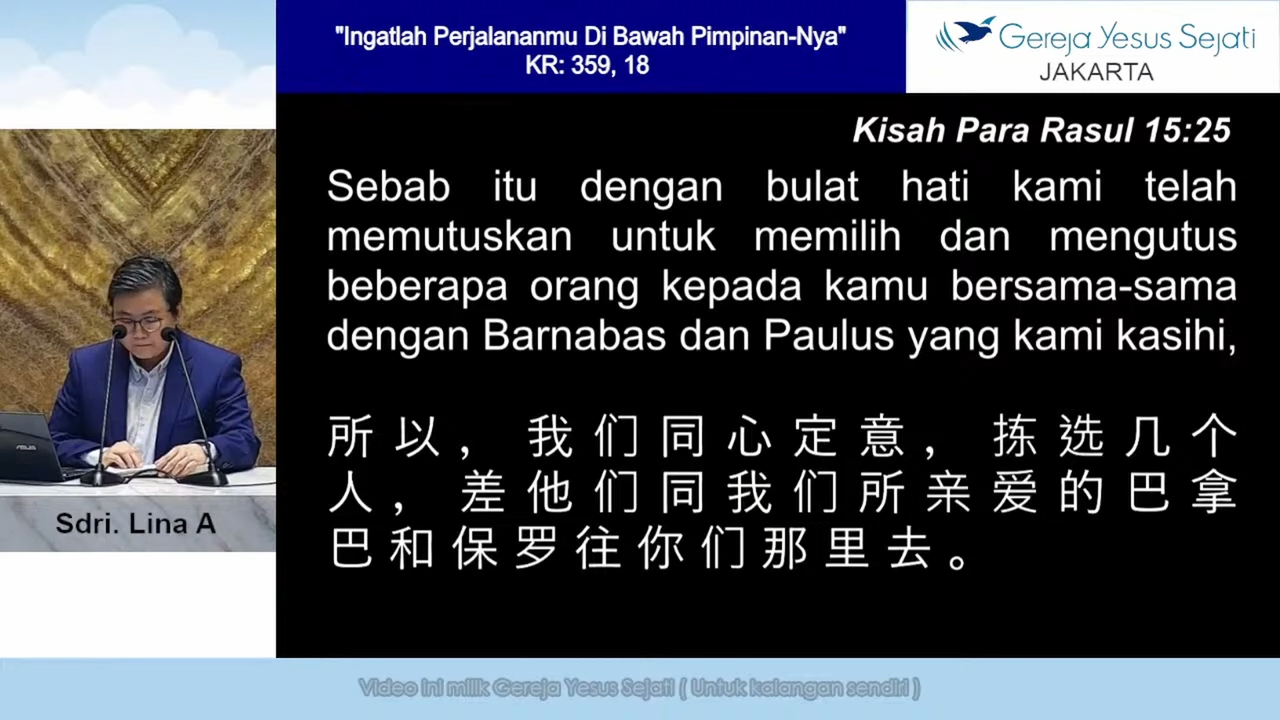 "Ingatlah Perjalananmu Di Bawah Pimpinan-Nya"
KR: 359, 18
Gereja Yesus Sejati
JAKARTA
Kisah Para Rasul 15:25
Sebab itu dengan bulat hati kami telah
memutuskan untuk memilih dan mengutus
beberapa orang kepada kamu bersama-sama
dengan Barnabas dan Paulus yang kami kasihi,
所以，我们同心定意，拣选几个
人，差他们同我们所亲爱的巴拿
巴和保罗往你们那里去。
ASUS
Sdri. Lina A
Video ini milik Gereja Yesus Sejati ( Untuk kalangan sendiri )